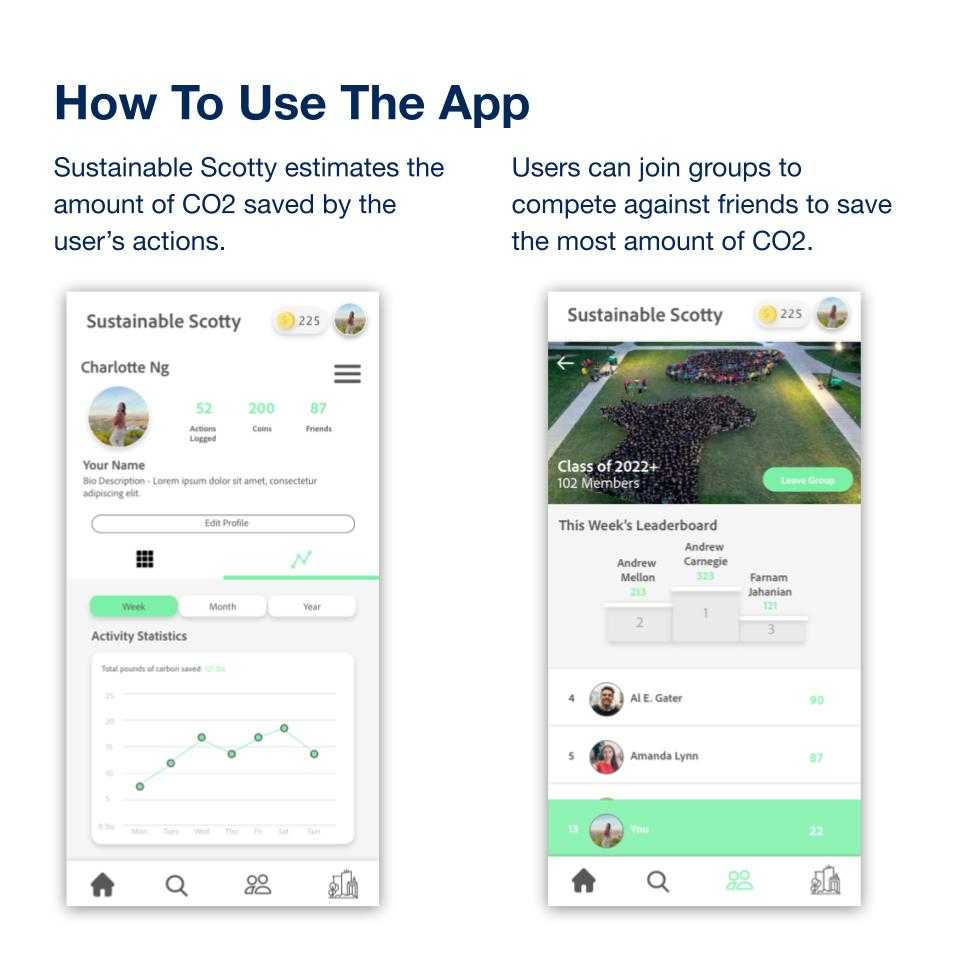 How To Use The App
Sustainable Scotty estimates the
amount of CO2 saved by the
user's actions.
Users can join groups to
compete against friends to save
the most amount of CO2.
Sustainable Scotty
225
Charlotte Ng
52
200
87
Actions
Logged
Coins
Friends
Your Name
Bio Description - Lorem ipsum dolor sit amet, consectetur
adipiscing elit.
Edit Profile
Week
Month
Year
Activity Statistics
Total pounds of carbon saved:
25
20
15
10
5
0 lbs
Mon
Tues
Wed
Thu
Fri
Sat
Sun
Sustainable Scotty
225
Class of 2022+
102 Members
Leave Group
This Week's Leaderboard
Andrew
Carnegie
323
Andrew
Mellon
213
Farnam
Jahanian
121
2
1
3
4 Al E. Gater 90
5 Amanda Lynn 87
13 You 22